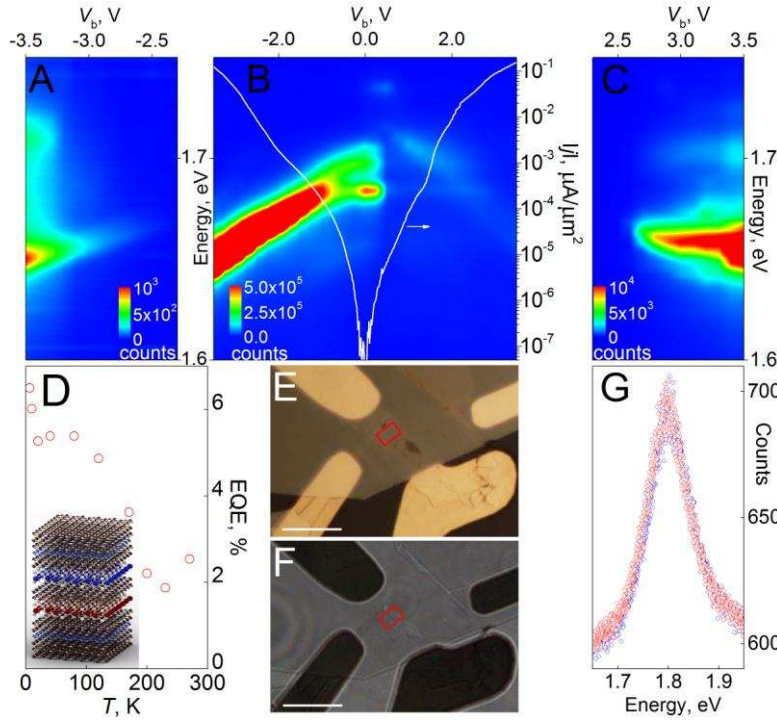 V_b, V
V_b, V
V_b, V
-3.5 -3.0 -2.5
-2.0 0.0 2.0
2.5 3.0 3.5
A
B
C
10^-1
10^-2
10^-3
10^-4
10^-5
10^-6
10^-7
|j|, μA/μm^2
1.7
1.6
Energy, eV
1.7
1.6
Energy, eV
10^3
5x10^2
0
counts
5.0x10^5
2.5x10^5
0.0
counts
10^4
5x10^3
0
counts
D
E
F
G
6
4
2
0
EQE, %
0 100 200 300
T, K
700
650
600
Counts
1.7 1.8 1.9
Energy, eV